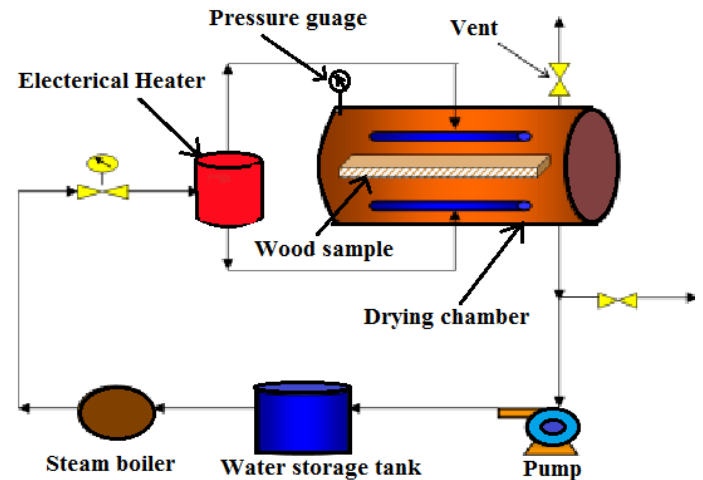 Pressure guage
Vent
Electerical Heater
Wood sample
Drying chamber
Steam boiler
Water storage tank
Pump